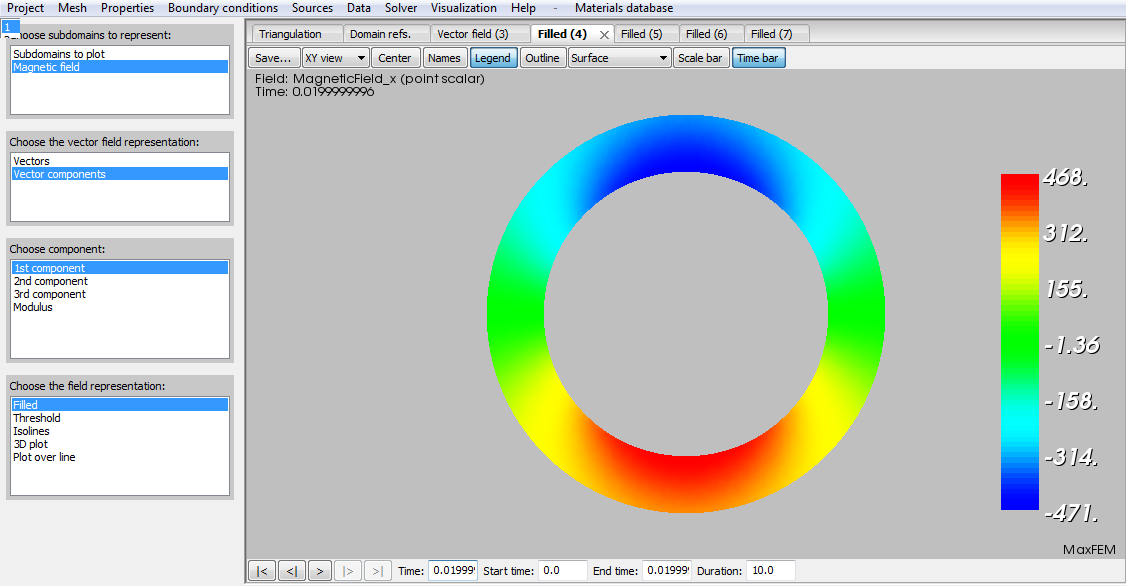 Project Mesh Properties Boundary conditions Sources Data Solver Visualization Help - Materials database
1
Choose subdomains to represent:
Subdomains to plot
Magnetic field
Choose the vector field representation:
Vectors
Vector components
Choose component:
1st component
2nd component
3rd component
Modulus
Choose the field representation:
Filled
Threshold
Isolines
3D plot
Plot over line
Triangulation Domain refs. Vector field (3) Filled (4) Filled (5) Filled (6) Filled (7)
Save... XY view Center Names Legend Outline Surface Scale bar Time bar
Field: MagneticField_x (point scalar)
Time: 0.0199999996
468.
312.
155.
-1.36
-158.
-314.
-471.
MaxFEM
|< <| > |> >| Time: 0.01999 Start time: 0.0 End time: 0.01999 Duration: 10.0